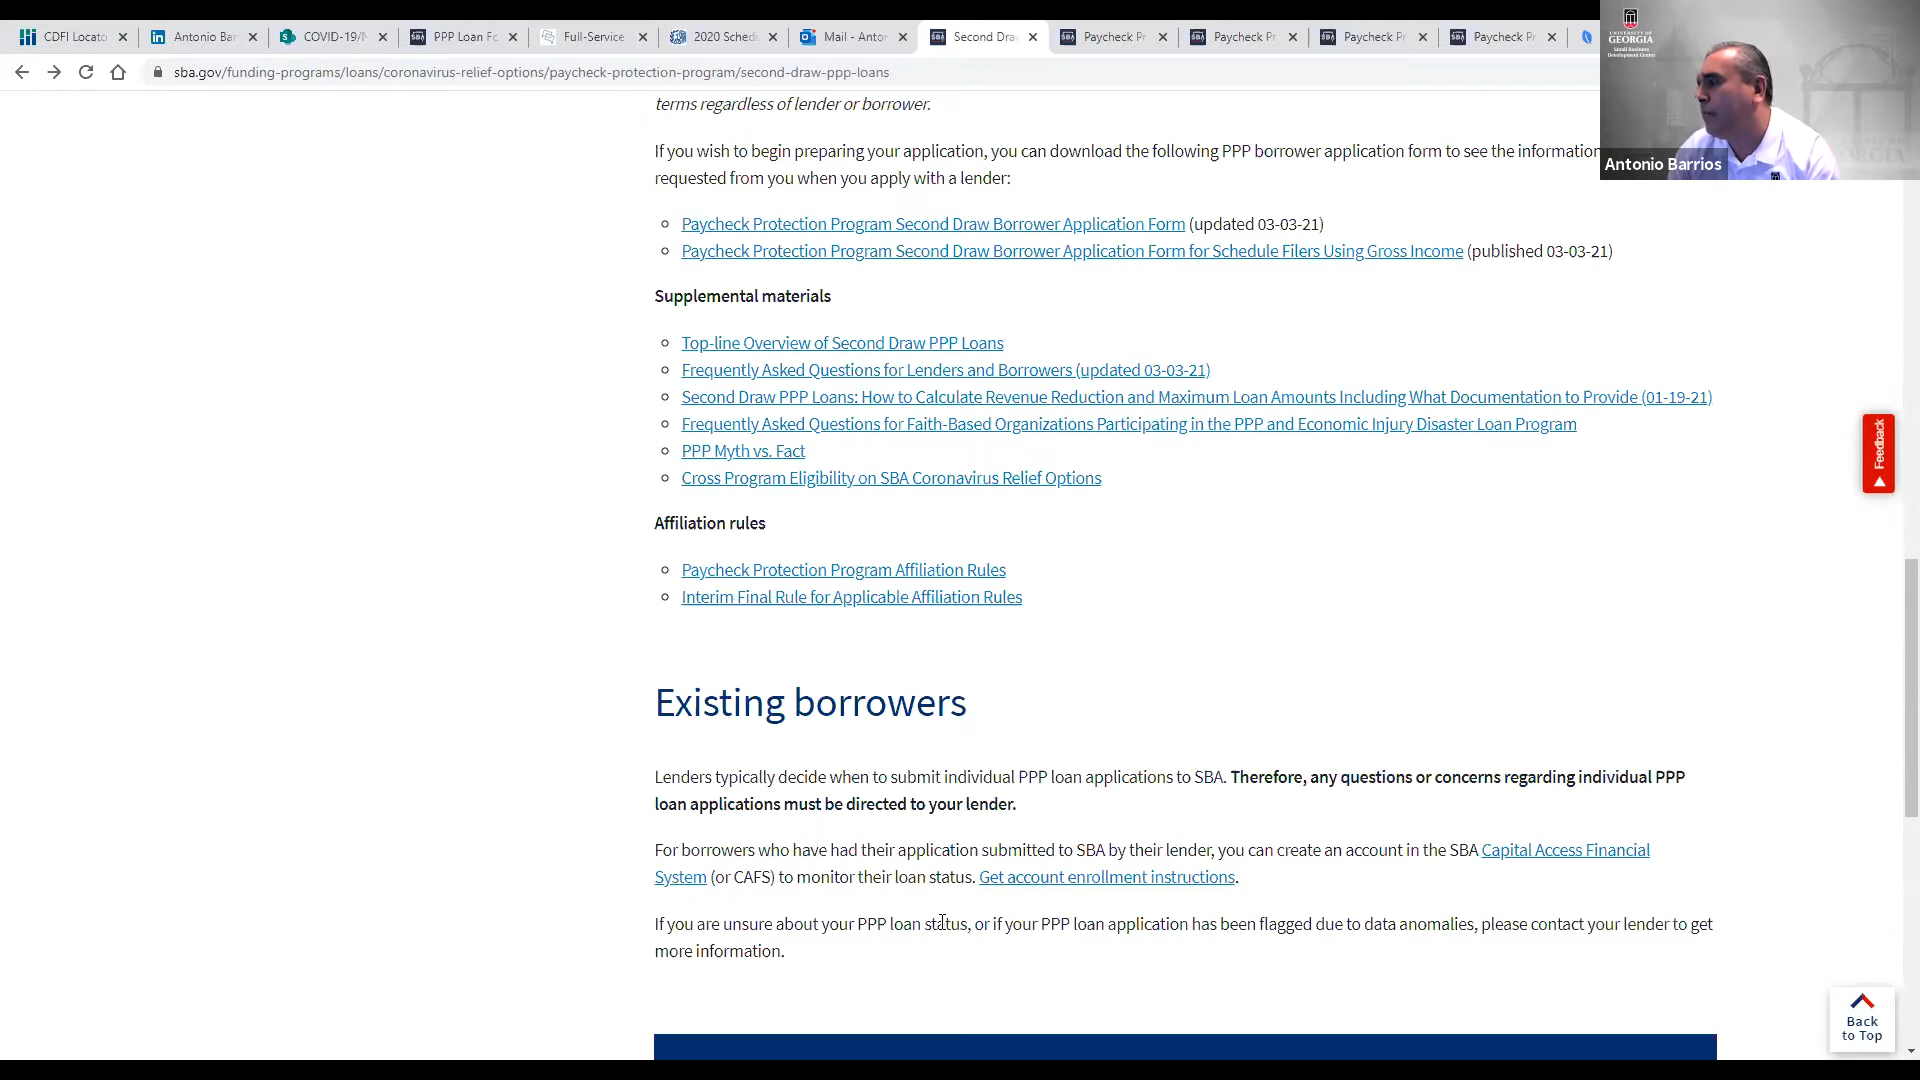 CDFI Locato
Antonio Bar
COVID-19/
PPP Loan Fo
Full-Service
2020 Schedu
Mail - Anto
Second Dra
Paycheck Pr
Paycheck Pr
Paycheck Pr
Paycheck Pr
sba.gov/funding-programs/loans/coronavirus-relief-options/paycheck-protection-program/second-draw-ppp-loans
UNIVERSITY OF
GEORGIA
Small Business
Development Center
Antonio Barrios
terms regardless of lender or borrower.
If you wish to begin preparing your application, you can download the following PPP borrower application form to see the information
requested from you when you apply with a lender:
Paycheck Protection Program Second Draw Borrower Application Form (updated 03-03-21)
Paycheck Protection Program Second Draw Borrower Application Form for Schedule Filers Using Gross Income (published 03-03-21)
Supplemental materials
Top-line Overview of Second Draw PPP Loans
Frequently Asked Questions for Lenders and Borrowers (updated 03-03-21)
Second Draw PPP Loans: How to Calculate Revenue Reduction and Maximum Loan Amounts Including What Documentation to Provide (01-19-21)
Frequently Asked Questions for Faith-Based Organizations Participating in the PPP and Economic Injury Disaster Loan Program
PPP Myth vs. Fact
Cross Program Eligibility on SBA Coronavirus Relief Options
Affiliation rules
Paycheck Protection Program Affiliation Rules
Interim Final Rule for Applicable Affiliation Rules
Feedback
Existing borrowers
Lenders typically decide when to submit individual PPP loan applications to SBA. Therefore, any questions or concerns regarding individual PPP
loan applications must be directed to your lender.
For borrowers who have had their application submitted to SBA by their lender, you can create an account in the SBA Capital Access Financial
System (or CAFS) to monitor their loan status. Get account enrollment instructions.
If you are unsure about your PPP loan status, or if your PPP loan application has been flagged due to data anomalies, please contact your lender to get
more information.
Back
to Top